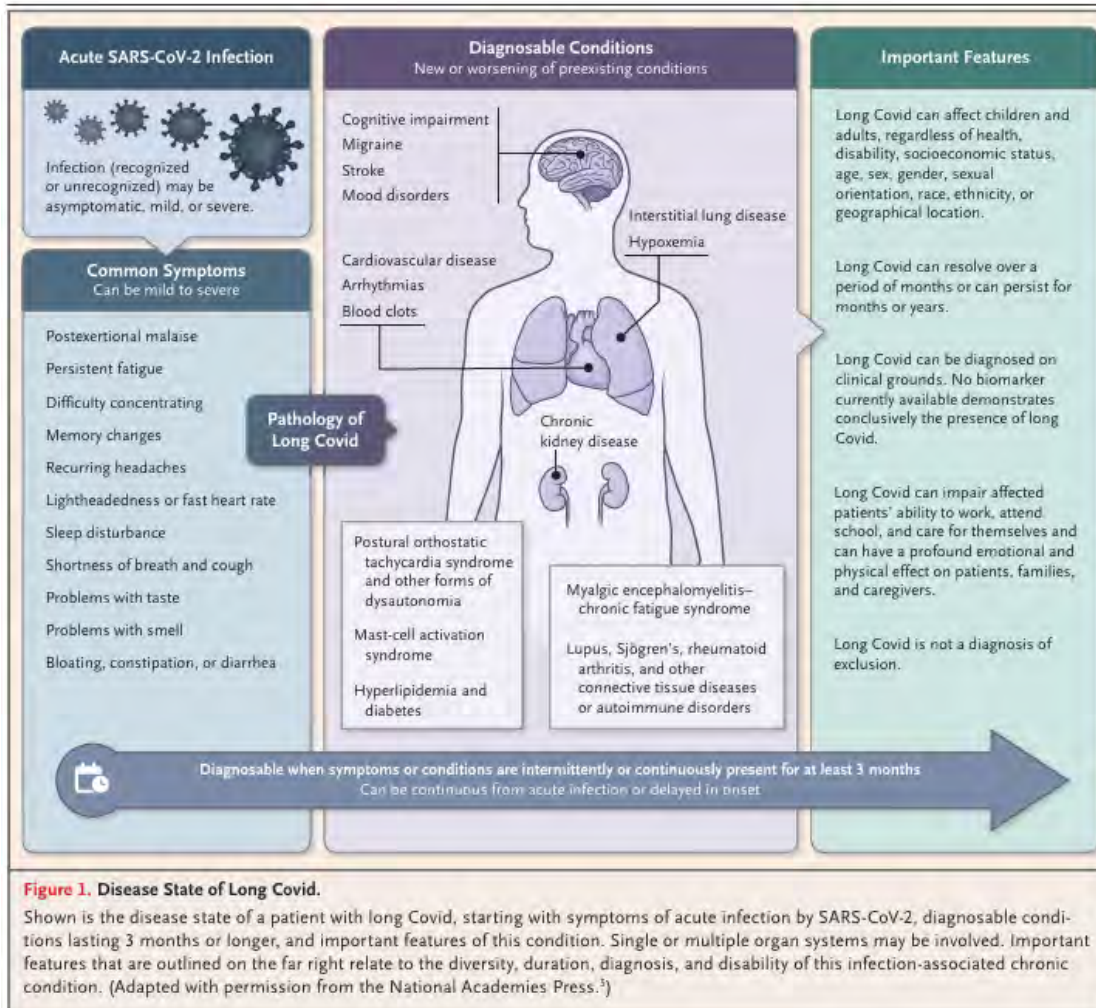 Acute SARS-CoV-2 Infection
Infection (recognized
or unrecognized) may be
asymptomatic, mild, or severe.
Common Symptoms
Can be mild to severe
Postexertional malaise
Persistent fatigue
Difficulty concentrating
Memory changes
Recurring headaches
Lightheadedness or fast heart rate
Sleep disturbance
Shortness of breath and cough
Problems with taste
Problems with smell
Bloating, constipation, or diarrhea
Pathology of
Long Covid
Diagnosable Conditions
New or worsening of preexisting conditions
Cognitive impairment
Migraine
Stroke
Mood disorders
Interstitial lung disease
Hypoxemia
Cardiovascular disease
Arrhythmias
Blood clots
Chronic
kidney disease
Postural orthostatic
tachycardia syndrome
and other forms of
dysautonomia
Mast-cell activation
syndrome
Hyperlipidemia and
diabetes
Myalgic encephalomyelitis–
chronic fatigue syndrome
Lupus, Sjögren's, rheumatoid
arthritis, and other
connective tissue diseases
or autoimmune disorders
Important Features
Long Covid can affect children and
adults, regardless of health,
disability, socioeconomic status,
age, sex, gender, sexual
orientation, race, ethnicity, or
geographical location.
Long Covid can resolve over a
period of months or can persist for
months or years.
Long Covid can be diagnosed on
clinical grounds. No biomarker
currently available demonstrates
conclusively the presence of long
Covid.
Long Covid can impair affected
patients' ability to work, attend
school, and care for themselves and
can have a profound emotional and
physical effect on patients, families,
and caregivers.
Long Covid is not a diagnosis of
exclusion.
Diagnosable when symptoms or conditions are intermittently or continuously present for at least 3 months
Can be continuous from acute infection or delayed in onset
Figure 1. Disease State of Long Covid.
Shown is the disease state of a patient with long Covid, starting with symptoms of acute infection by SARS-CoV-2, diagnosable condi-
tions lasting 3 months or longer, and important features of this condition. Single or multiple organ systems may be involved. Important
features that are outlined on the far right relate to the diversity, duration, diagnosis, and disability of this infection-associated chronic
condition. (Adapted with permission from the National Academies Press.³)